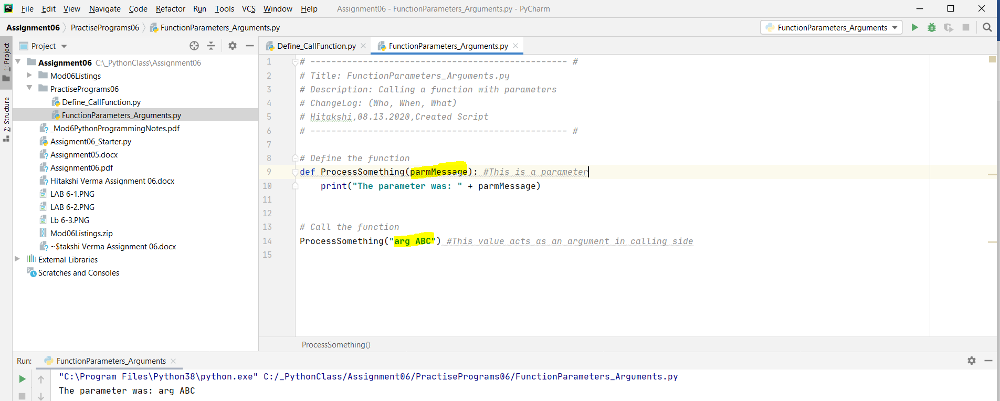 PC File Edit View Navigate Code Refactor Run Tools VCS Window Help Assignment06 - FunctionParameters_Arguments.py - PyCharm
Assignment06 PractisePrograms06 FunctionParameters_Arguments.py FunctionParameters_Arguments
1: Project
7: Structure
Project
Assignment06 C:\_PythonClass\Assignment06
Mod06Listings
PractisePrograms06
Define_CallFunction.py
FunctionParameters_Arguments.py
_Mod6PythonProgrammingNotes.pdf
Assigment06_Starter.py
Assignment05.docx
Assignment06.pdf
Hitakshi Verma Assignment 06.docx
LAB 6-1.PNG
LAB 6-2.PNG
Lb 6-3.PNG
Mod06Listings.zip
~$takshi Verma Assignment 06.docx
External Libraries
Scratches and Consoles
Define_CallFunction.py FunctionParameters_Arguments.py
1 # ------------------------------------------------- #
2 # Title: FunctionParameters_Arguments.py
3 # Description: Calling a function with parameters
4 # ChangeLog: (Who, When, What)
5 # Hitakshi,08.13.2020,Created Script
6 # ------------------------------------------------- #
7
8 # Define the function
9 def ProcessSomething(parmMessage): #This is a parameter
10 print("The parameter was: " + parmMessage)
11
12
13 # Call the function
14 ProcessSomething("arg ABC") #This value acts as an argument in calling side
15
ProcessSomething()
Run: FunctionParameters_Arguments
"C:\Program Files\Python38\python.exe" C:/_PythonClass/Assignment06/PractisePrograms06/FunctionParameters_Arguments.py
The parameter was: arg ABC